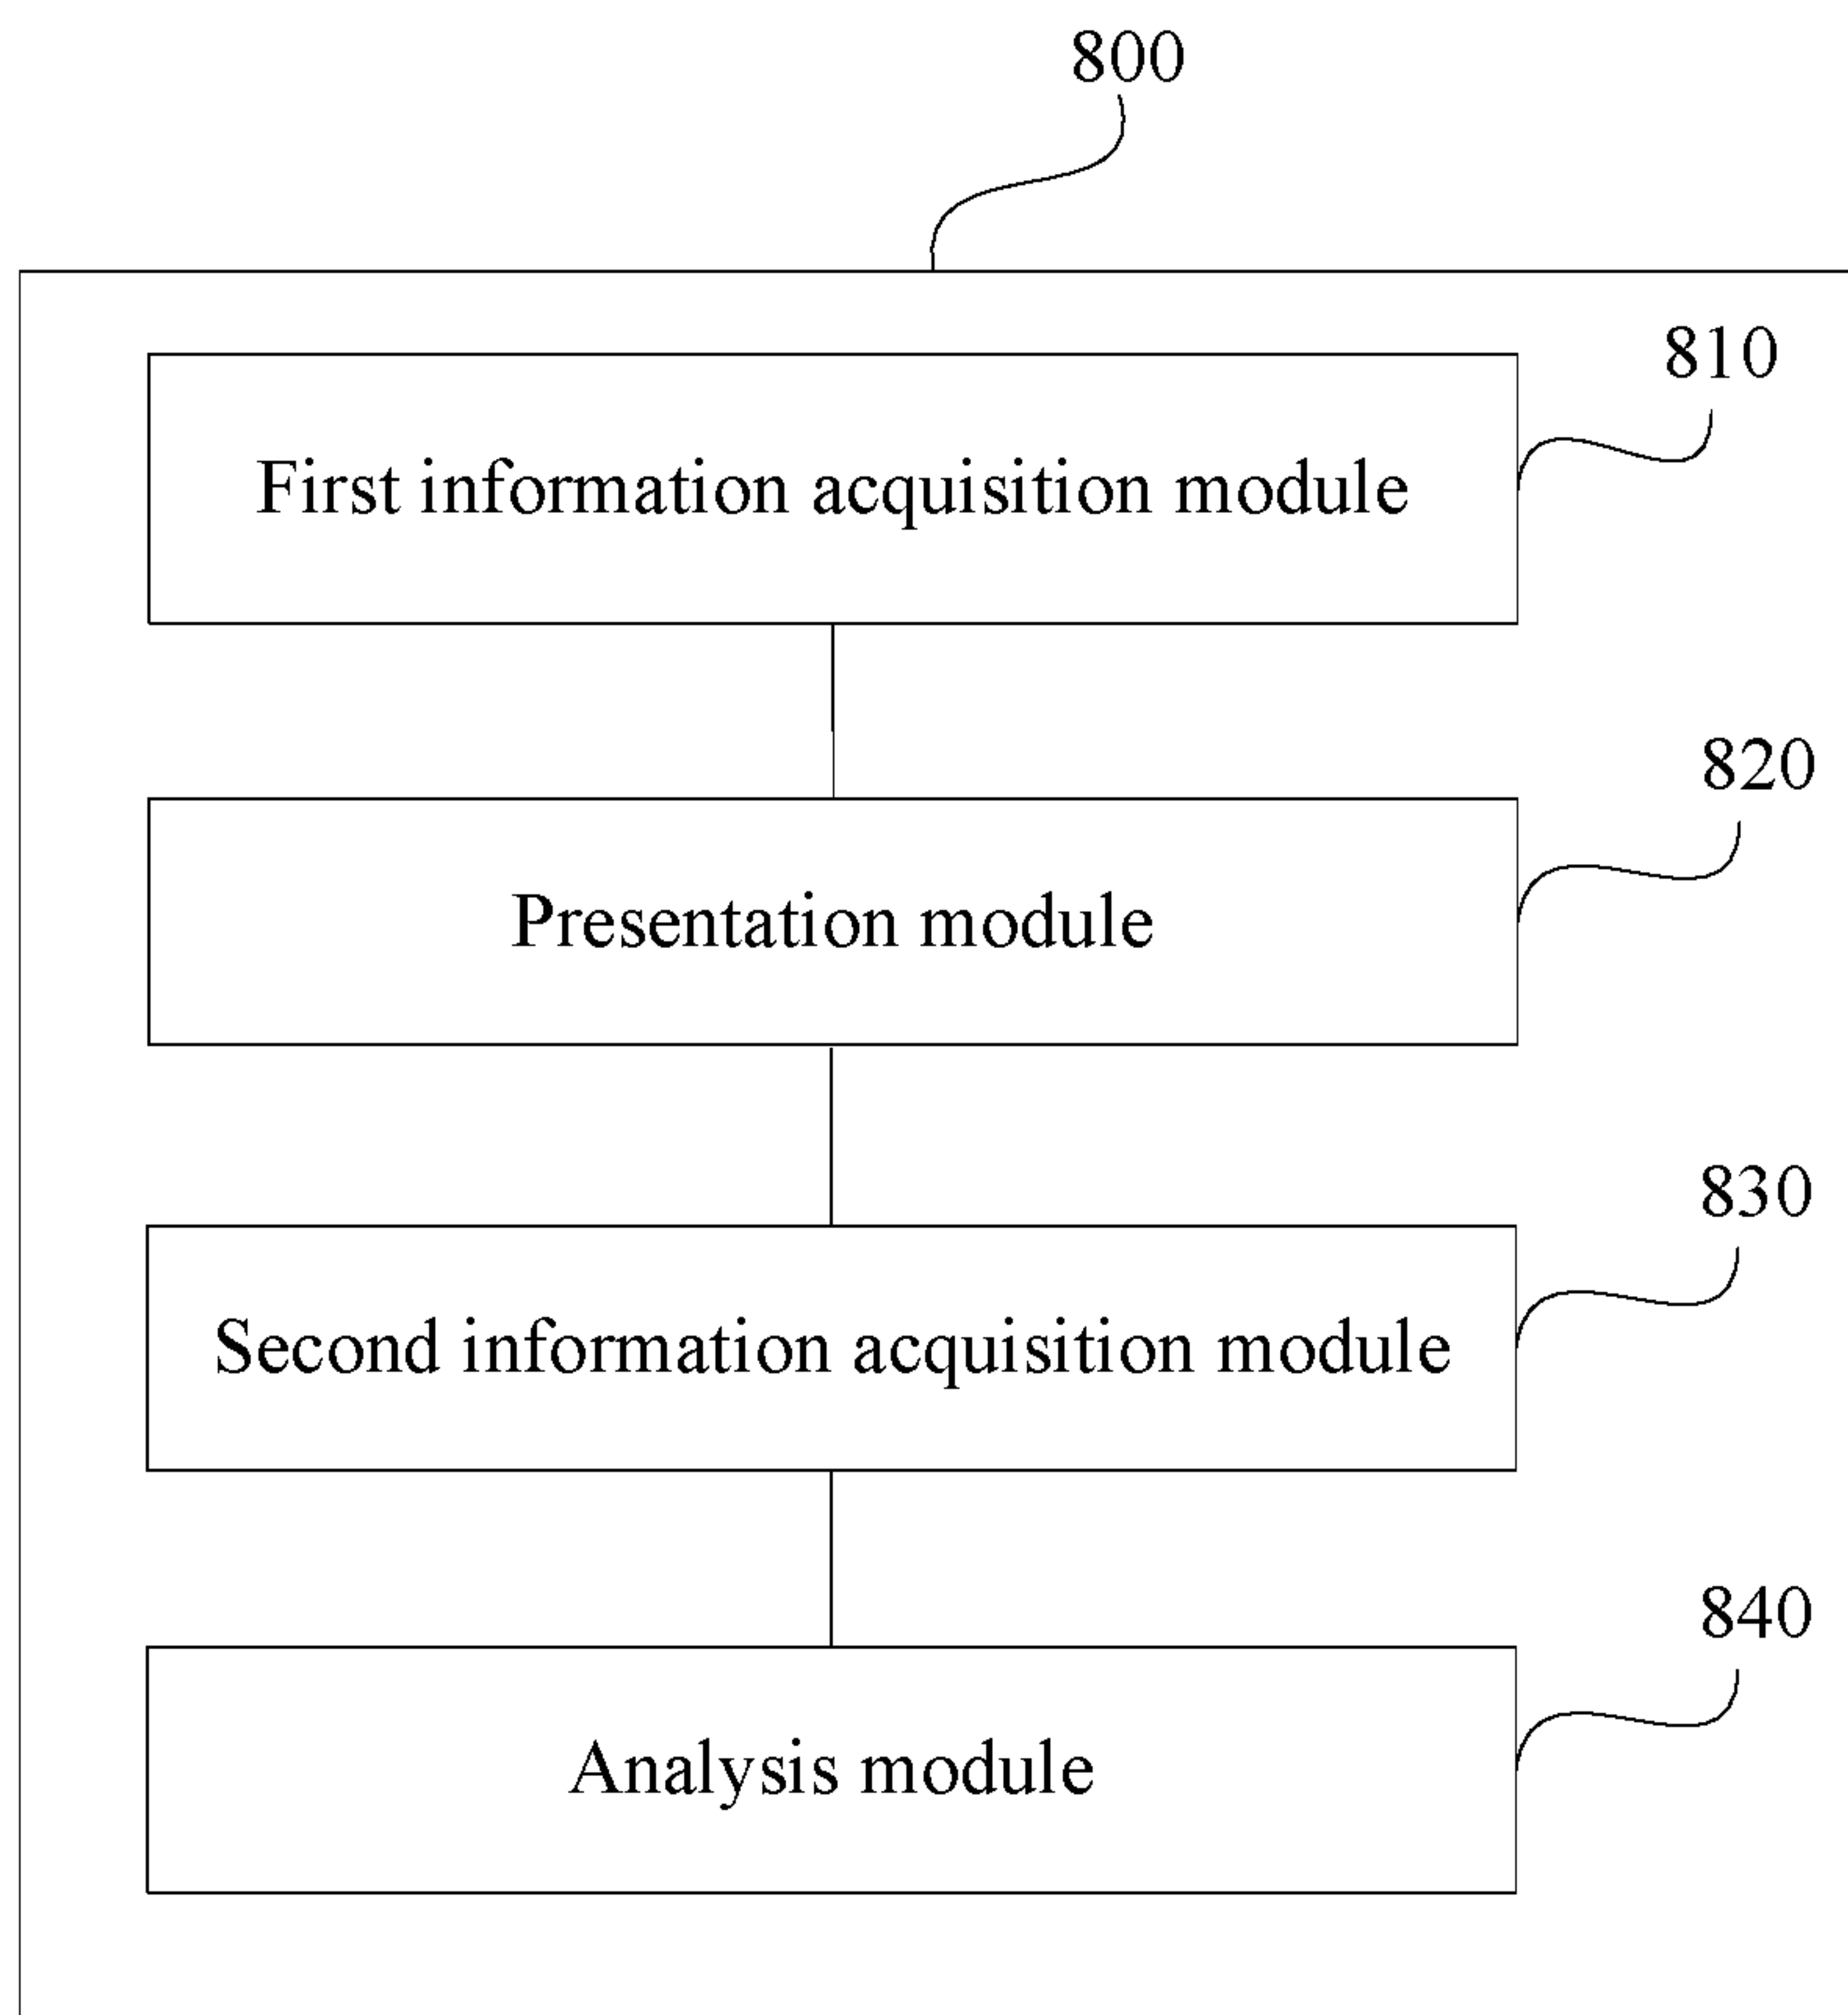 800
810
First information acquisition module
820
Presentation module
830
Second information acquisition module
840
Analysis module